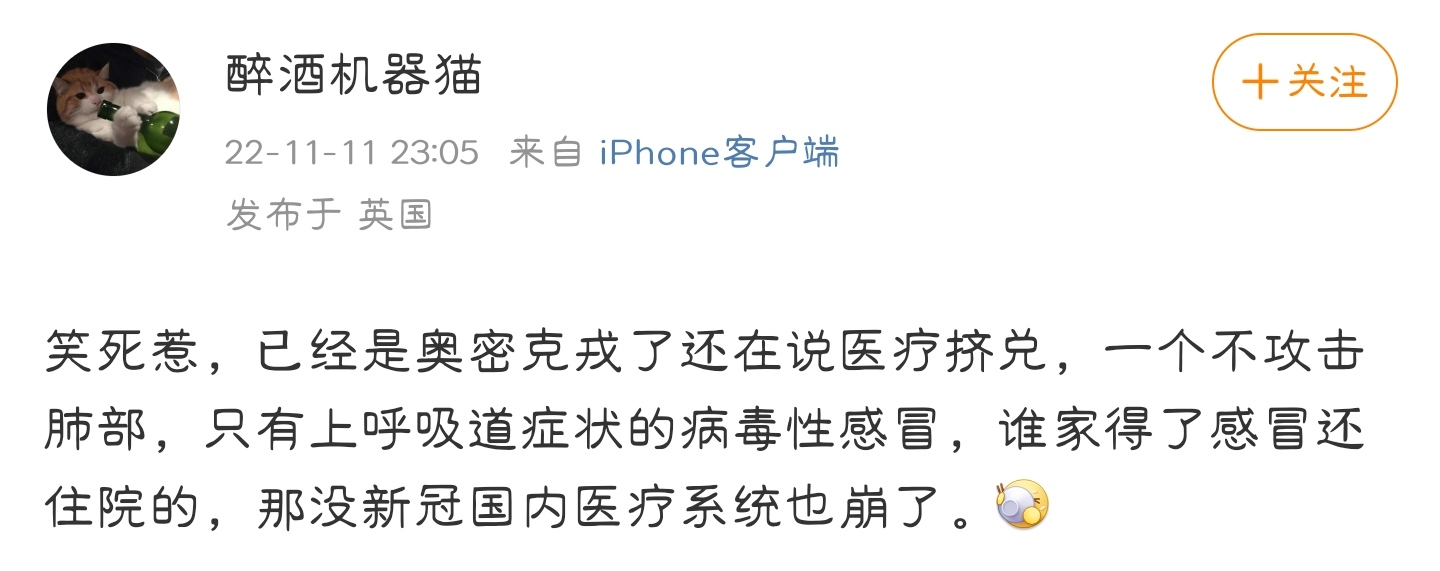 醉酒机器猫
+关注
22-11-11 23:05 来自 iPhone客户端
发布于 英国
笑死惹，已经是奥密克戎了还在说医疗挤兑，一个不攻击
肺部，只有上呼吸道症状的病毒性感冒，谁家得了感冒还
住院的，那没新冠国内医疗系统也崩了。